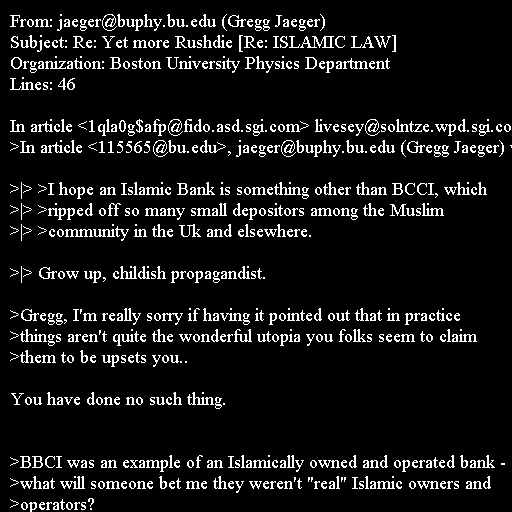 From: jaeger@buphy.bu.edu (Gregg Jaeger)
Subject: Re: Yet more Rushdie [Re: ISLAMIC LAW]
Organization: Boston University Physics Department
Lines: 46
In article <1qla0g$afp@fido.asd.sgi.com> livesey@solntze.wpd.sgi.co
>In article <115565@bu.edu>, jaeger@buphy.bu.edu (Gregg Jaeger)
>|> >I hope an Islamic Bank is something other than BCCI, which
>|> >ripped off so many small depositors among the Muslim
>|> >community in the Uk and elsewhere.
>|> Grow up, childish propagandist.
>Gregg, I'm really sorry if having it pointed out that in practice
>things aren't quite the wonderful utopia you folks seem to claim
>them to be upsets you..
You have done no such thing.
>BBCI was an example of an Islamically owned and operated bank -
>what will someone bet me they weren't "real" Islamic owners and
>operators?